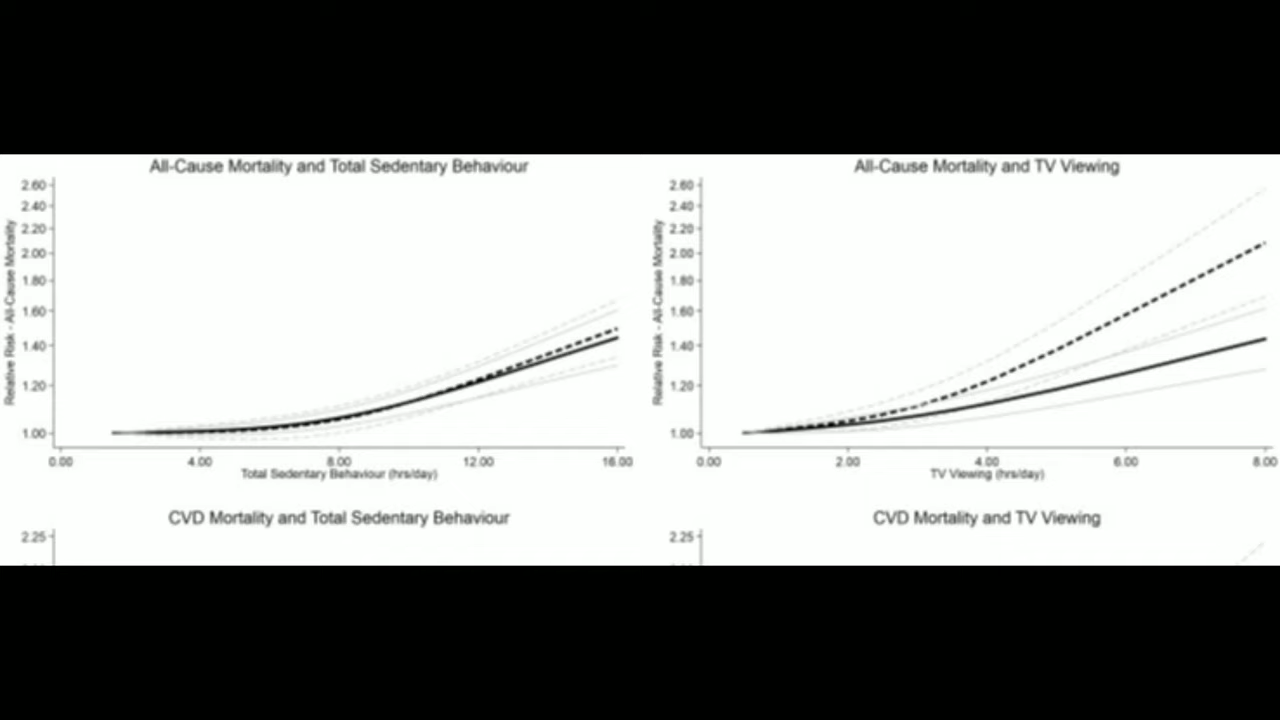 All-Cause Mortality and Total Sedentary Behaviour
Relative Risk - All-Cause Mortality
2.60
2.40
2.20
2.00
1.80
1.60
1.40
1.20
1.00
0.00 4.00 8.00 12.00 16.00
Total Sedentary Behaviour (hrs/day)
All-Cause Mortality and TV Viewing
Relative Risk - All-Cause Mortality
2.60
2.40
2.20
2.00
1.80
1.60
1.40
1.20
1.00
0.00 2.00 4.00 6.00 8.00
TV Viewing (hrs/day)
CVD Mortality and Total Sedentary Behaviour
2.25
CVD Mortality and TV Viewing
2.25